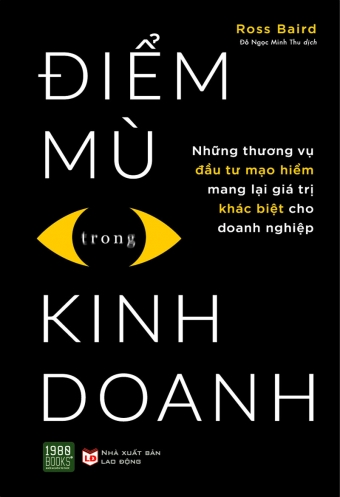 Ross Baird
Đỗ Ngọc Minh Thu dịch
ĐIỂM
MÙ
Những thương vụ
đầu tư mạo hiểm
mang lại giá trị
khác biệt cho
doanh nghiệp
trong
KINH
DOANH
1980
BOOKS
LĐ
NHÀ XUẤT BẢN
LAO ĐỘNG